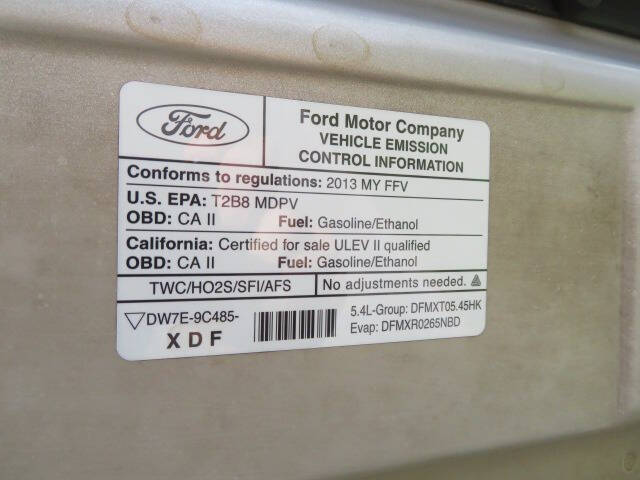 Ford
Ford Motor Company
VEHICLE EMISSION
CONTROL INFORMATION
Conforms to regulations: 2013 MY FFV
U.S. EPA: T2B8 MDPV
OBD: CA II Fuel: Gasoline/Ethanol
California: Certified for sale ULEV II qualified
OBD: CA II Fuel: Gasoline/Ethanol
TWC/HO2S/SFI/AFS No adjustments needed.
DW7E-9C485- 5.4L-Group: DFMXT05.45HK
XDF Evap: DFMXR0265NBD